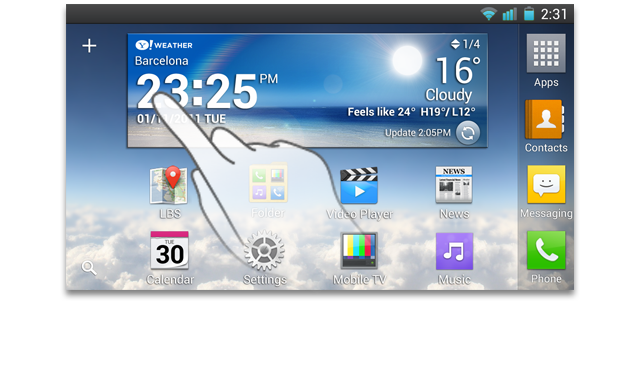 2:31
Y! WEATHER
1/4
Barcelona
23:25 PM
16°
Cloudy
Feels like 24° H19°/L12°
TUE
Update 2:05PM
Apps
Contacts
NEWS
LBS
Folder
Video Player
News
Messaging
TUE
30
Calendar
Settings
Mobile TV
Music
Phone